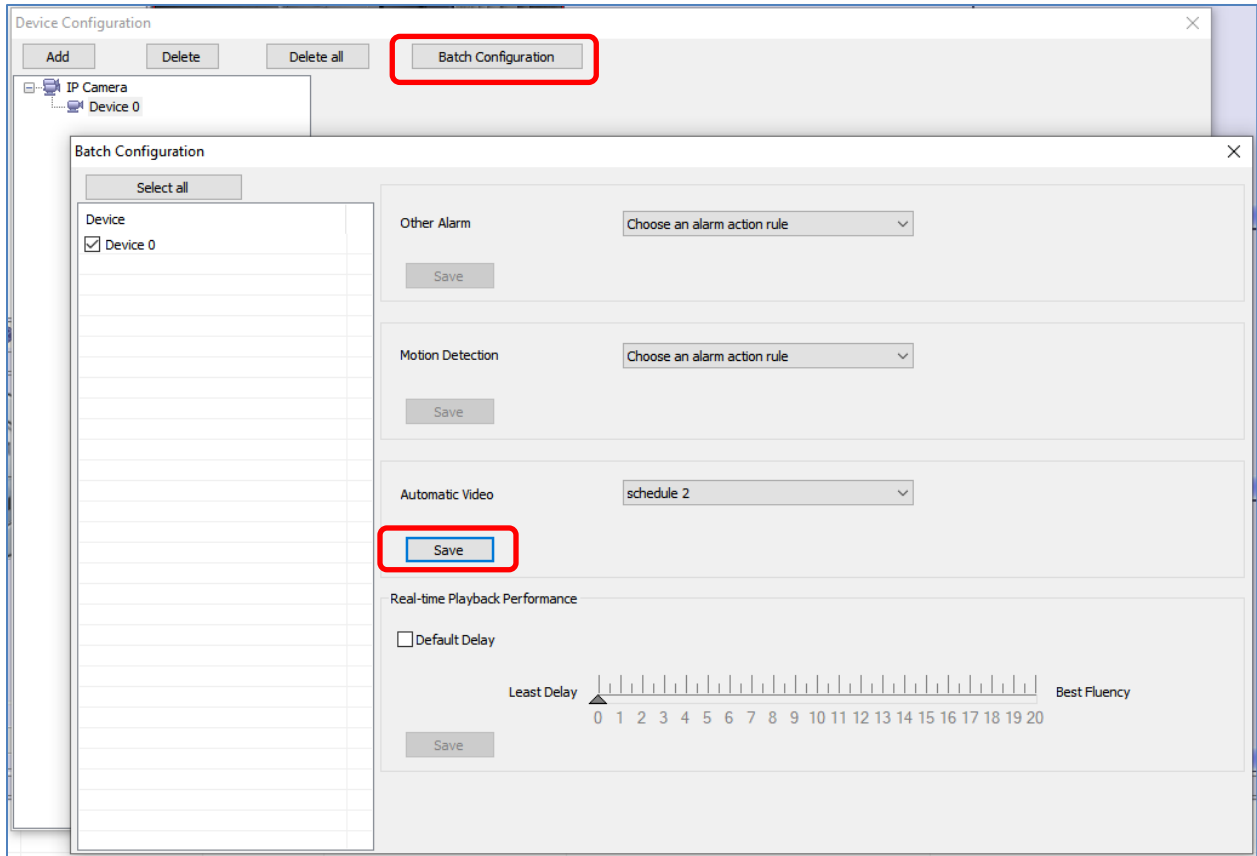 Device Configuration
Add Delete Delete all Batch Configuration
IP Camera
Device 0
Batch Configuration
Select all
Device
Device 0
Other Alarm Choose an alarm action rule
Save
Motion Detection Choose an alarm action rule
Save
Automatic Video schedule 2
Save
Real-time Playback Performance
Default Delay
Least Delay Best Fluency
0 1 2 3 4 5 6 7 8 9 10 11 12 13 14 15 16 17 18 19 20
Save